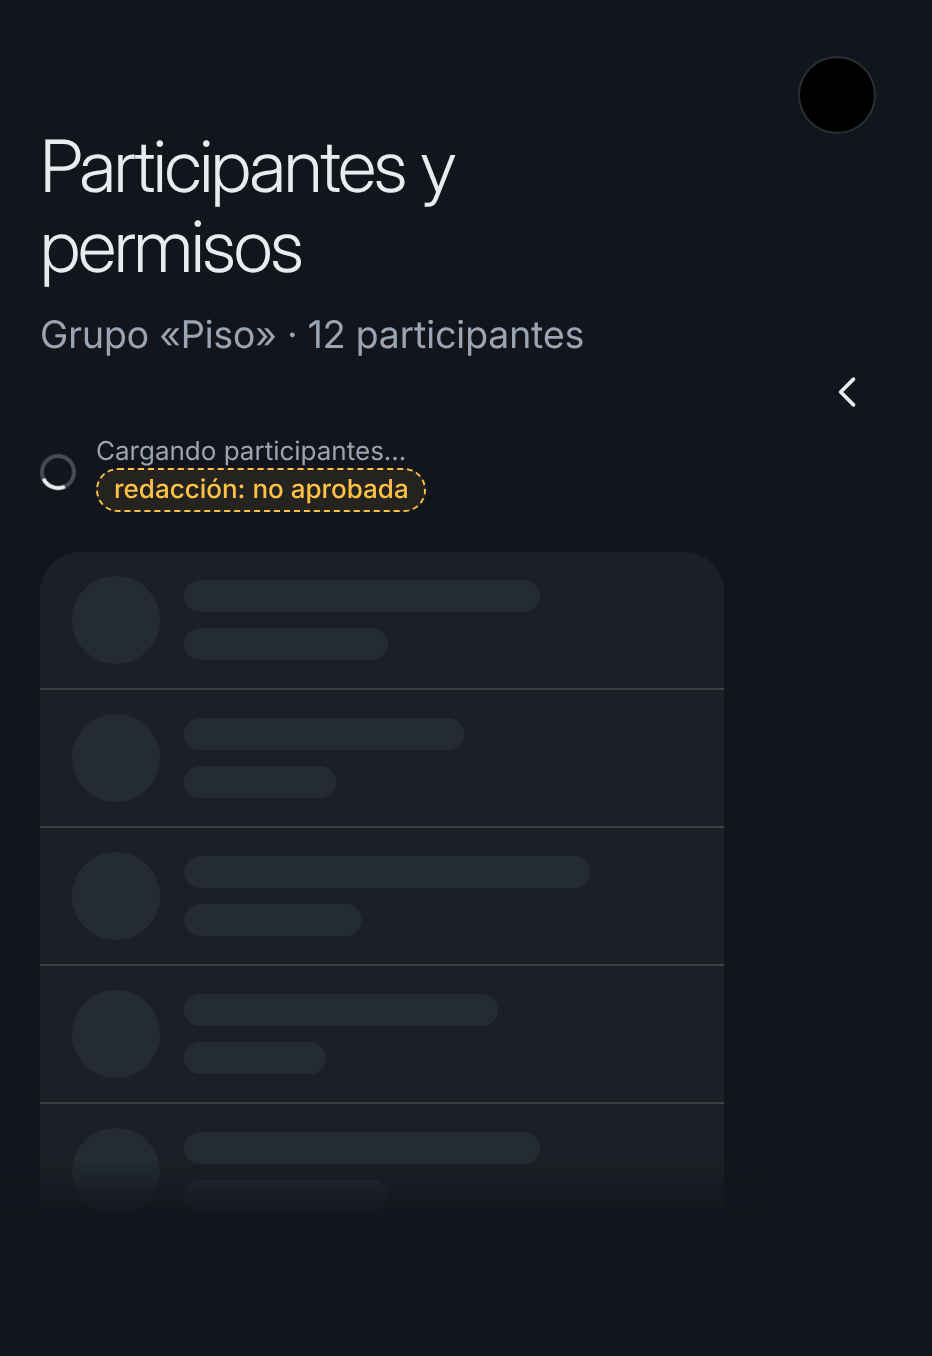 Participantes y
permisos
Grupo «Piso» · 12 participantes
Cargando participantes…
redacción: no aprobada